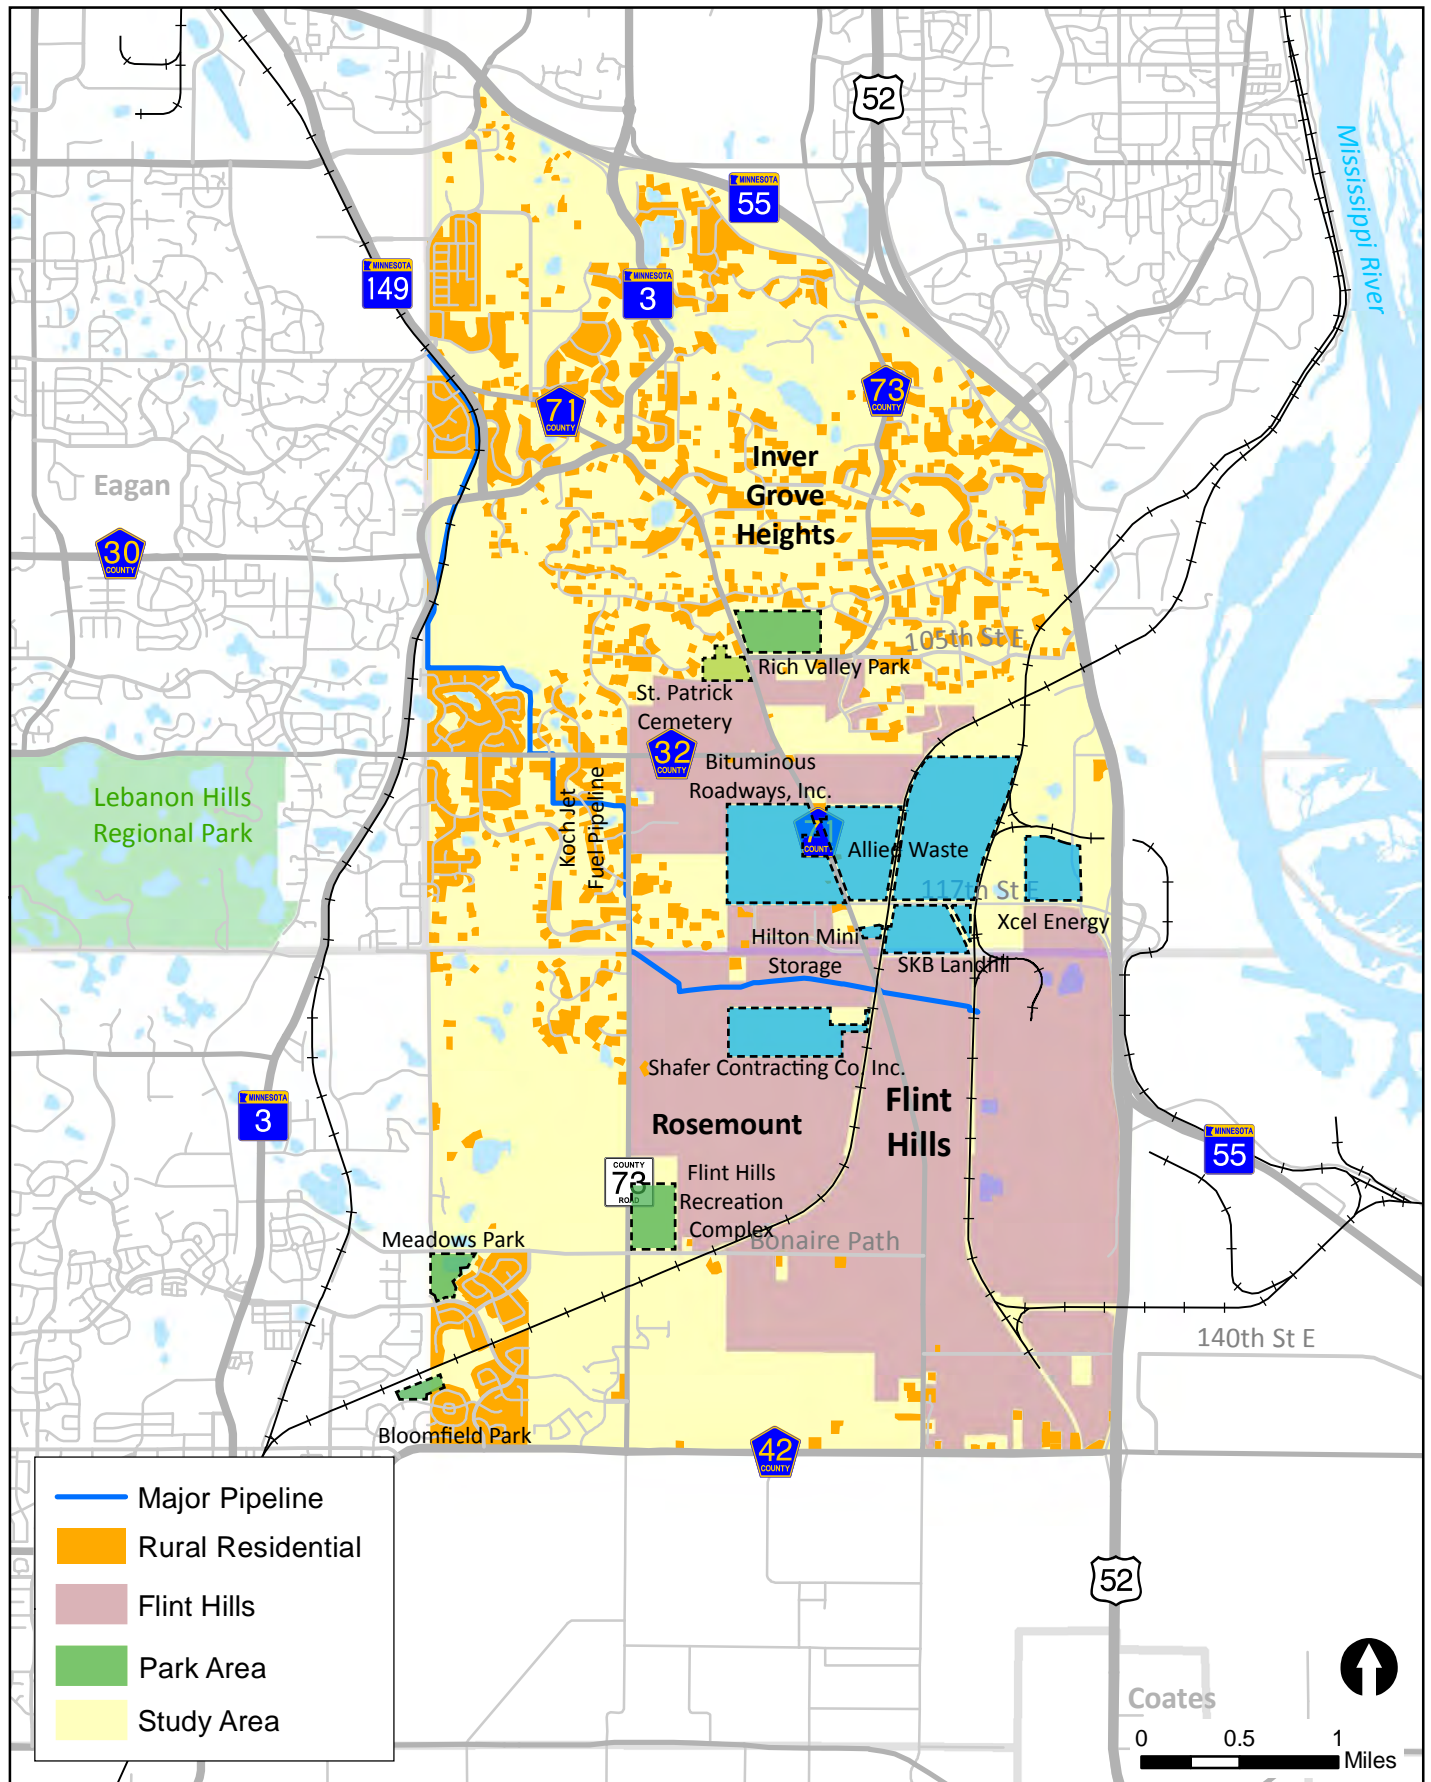 52
Mississippi River
MINNESOTA
55
MINNESOTA
149
MINNESOTA
3
71
COUNTY
73
COUNTY
Inver
Grove
Heights
Eagan
30
COUNTY
105th St E
Rich Valley Park
St. Patrick
Cemetery
32
COUNTY
Bituminous
Roadways, Inc.
Lebanon Hills
Regional Park
Koch Jet
Fuel Pipeline
Allied Waste
117th St E
Xcel Energy
Hilton Mini
Storage
SKB Landfill
Shafer Contracting Co. Inc.
Flint
Hills
Rosemount
MINNESOTA
3
MINNESOTA
55
COUNTY
73
ROAD
Flint Hills
Recreation
Complex
Bonaire Path
Meadows Park
140th St E
Bloomfield Park
42
COUNTY
Major Pipeline
Rural Residential
Flint Hills
Park Area
Study Area
52
Coates
0 0.5 1
Miles